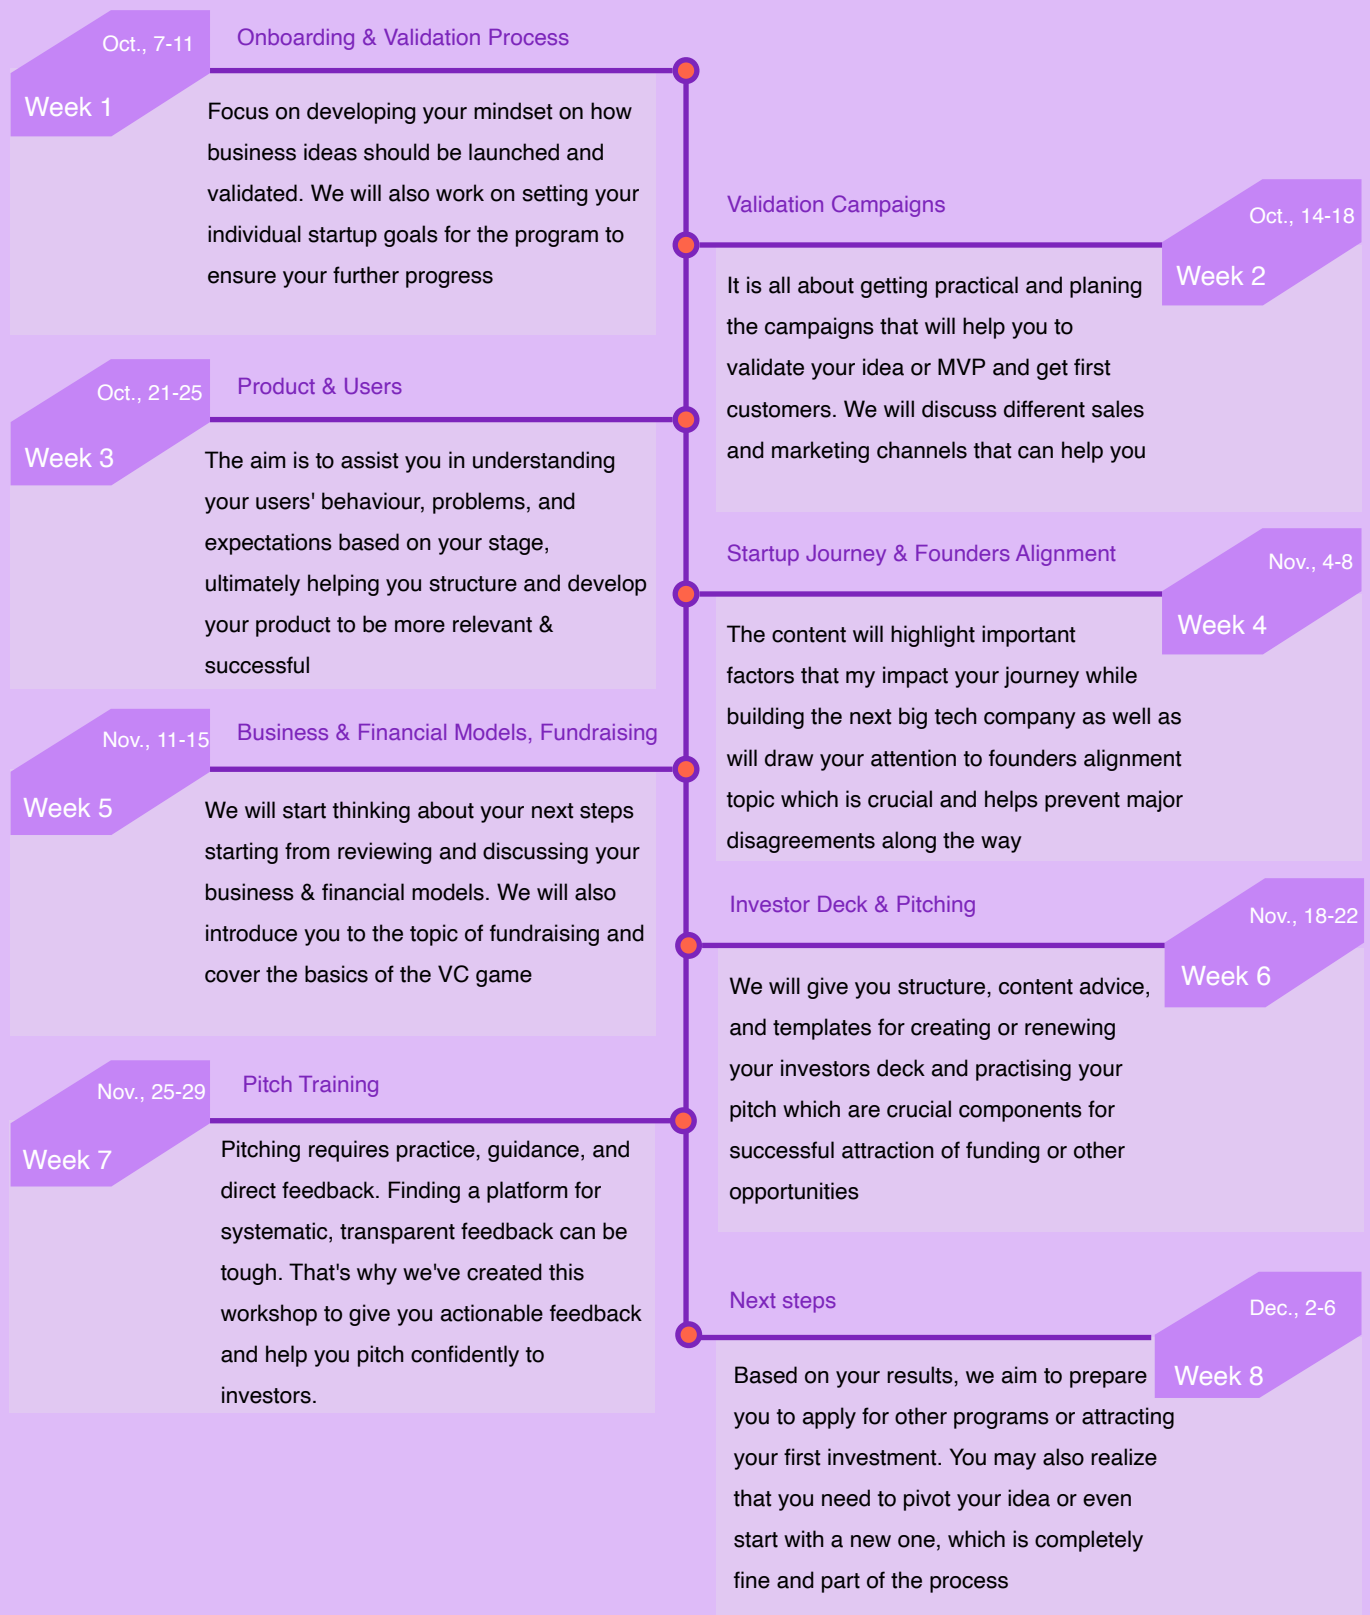 Oct., 7-11
Week 1
Onboarding & Validation Process
Focus on developing your mindset on how
business ideas should be launched and
validated. We will also work on setting your
individual startup goals for the program to
ensure your further progress
Validation Campaigns
Oct., 14-18
Week 2
It is all about getting practical and planing
the campaigns that will help you to
validate your idea or MVP and get first
customers. We will discuss different sales
and marketing channels that can help you
Oct., 21-25
Week 3
Product & Users
The aim is to assist you in understanding
your users' behaviour, problems, and
expectations based on your stage,
ultimately helping you structure and develop
your product to be more relevant &
successful
Startup Journey & Founders Alignment
Nov., 4-8
Week 4
The content will highlight important
factors that my impact your journey while
building the next big tech company as well as
will draw your attention to founders alignment
topic which is crucial and helps prevent major
disagreements along the way
Nov., 11-15
Week 5
Business & Financial Models, Fundraising
We will start thinking about your next steps
starting from reviewing and discussing your
business & financial models. We will also
introduce you to the topic of fundraising and
cover the basics of the VC game
Investor Deck & Pitching
Nov., 18-22
Week 6
We will give you structure, content advice,
and templates for creating or renewing
your investors deck and practising your
pitch which are crucial components for
successful attraction of funding or other
opportunities
Nov., 25-29
Week 7
Pitch Training
Pitching requires practice, guidance, and
direct feedback. Finding a platform for
systematic, transparent feedback can be
tough. That's why we've created this
workshop to give you actionable feedback
and help you pitch confidently to
investors.
Next steps
Dec., 2-6
Week 8
Based on your results, we aim to prepare
you to apply for other programs or attracting
your first investment. You may also realize
that you need to pivot your idea or even
start with a new one, which is completely
fine and part of the process